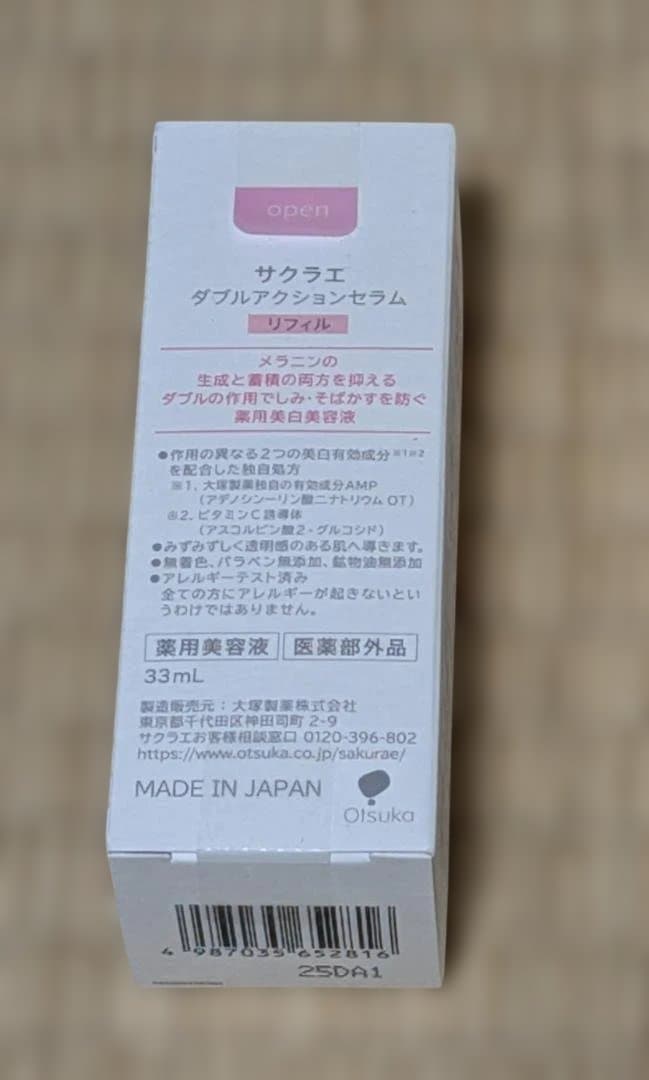 open
サクラエ
ダブルアクションセラム
リフィル
メラニンの
生成と蓄積の両方を抑える
ダブルの作用でしみ・そばかすを防ぐ
薬用美白美容液
●作用の異なる2つの美白有効成分※1※2
を配合した独自処方
※1. 大塚製薬独自の有効成分AMP
（アデノシン一リン酸二ナトリウム OT）
※2. ビタミンC誘導体
（アスコルビン酸2-グルコシド）
●みずみずしく透明感のある肌へ導きます。
●無着色、パラベン無添加、鉱物油無添加
●アレルギーテスト済み
全ての方にアレルギーが起きないとい
うわけではありません。
薬用美容液 医薬部外品
33mL
製造販売元：大塚製薬株式会社
東京都千代田区神田司町 2-9
サクラエお客様相談窓口 0120-396-802
https://www.otsuka.co.jp/sakurae/
MADE IN JAPAN
Otsuka
4 987035 652816
25DA1